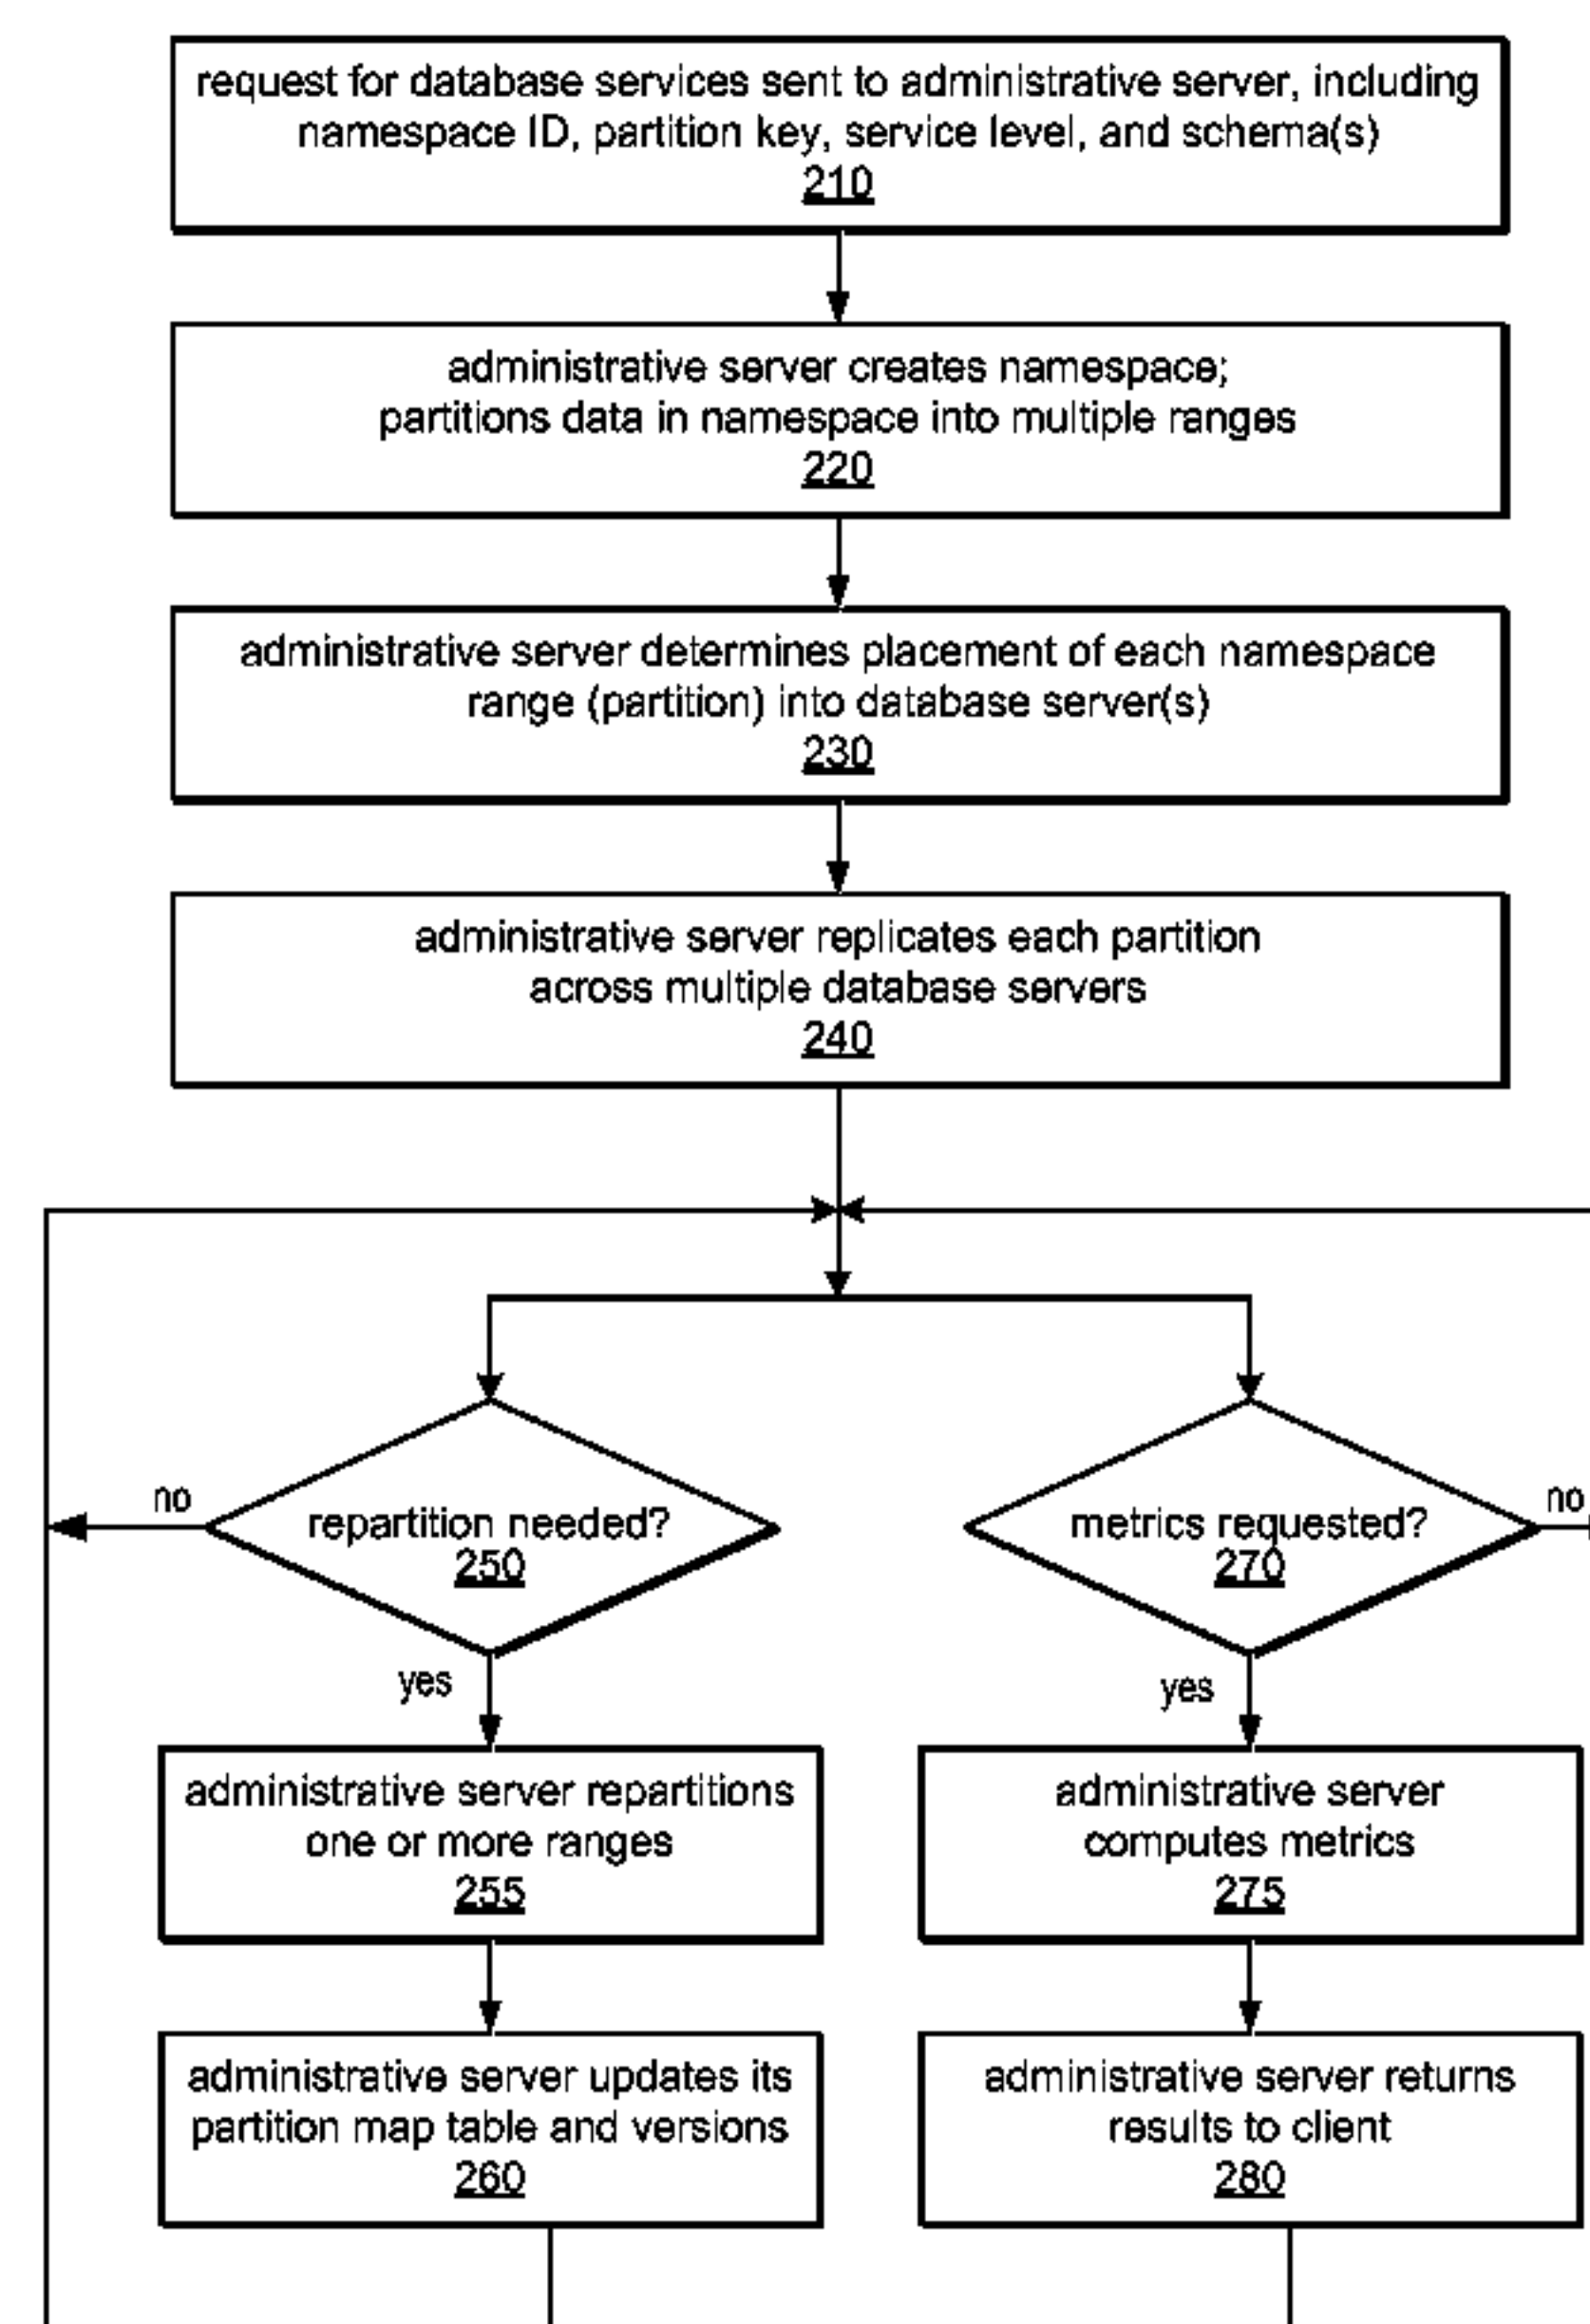 request for database services sent to administrative server, including
namespace ID, partition key, service level, and schema(s)
210
administrative server creates namespace;
partitions data in namespace into multiple ranges
220
administrative server determines placement of each namespace
range (partition) into database server(s)
230
administrative server replicates each partition
across multiple database servers
240
no
repartition needed?
250
yes
metrics requested?
270
no
yes
administrative server repartitions
one or more ranges
255
administrative server
computes metrics
275
administrative server updates its
partition map table and versions
260
administrative server returns
results to client
280